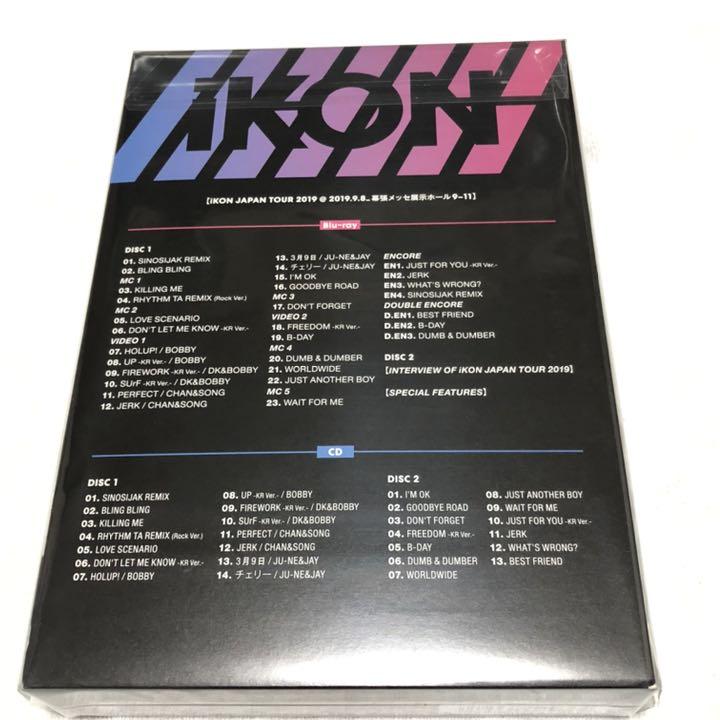 iKON
【iKON JAPAN TOUR 2019 @ 2019.9.8_ 幕張メッセ展示ホール 9-11】
Blu-ray
DISC 1
01. SINOSIJAK REMIX
02. BLING BLING
MC 1
03. KILLING ME
04. RHYTHM TA REMIX (Rock Ver.)
MC 2
05. LOVE SCENARIO
06. DON'T LET ME KNOW -KR Ver.-
VIDEO 1
07. HOLUP! / BOBBY
08. UP -KR Ver.- / BOBBY
09. FIREWORK -KR Ver.- / DK&BOBBY
10. SUrF -KR Ver.- / DK&BOBBY
11. PERFECT / CHAN&SONG
12. JERK / CHAN&SONG
13. 3月9日 / JU-NE&JAY
14. チェリー / JU-NE&JAY
15. I'M OK
16. GOODBYE ROAD
MC 3
17. DON'T FORGET
VIDEO 2
18. FREEDOM -KR Ver.-
19. B-DAY
MC 4
20. DUMB & DUMBER
21. WORLDWIDE
22. JUST ANOTHER BOY
MC 5
23. WAIT FOR ME
ENCORE
EN1. JUST FOR YOU -KR Ver.-
EN2. JERK
EN3. WHAT'S WRONG?
EN4. SINOSIJAK REMIX
DOUBLE ENCORE
D.EN1. BEST FRIEND
D.EN2. B-DAY
D.EN3. DUMB & DUMBER
DISC 2
【INTERVIEW OF iKON JAPAN TOUR 2019】
【SPECIAL FEATURES】
CD
DISC 1
01. SINOSIJAK REMIX
02. BLING BLING
03. KILLING ME
04. RHYTHM TA REMIX (Rock Ver.)
05. LOVE SCENARIO
06. DON'T LET ME KNOW -KR Ver.-
07. HOLUP! / BOBBY
08. UP -KR Ver.- / BOBBY
09. FIREWORK -KR Ver.- / DK&BOBBY
10. SUrF -KR Ver.- / DK&BOBBY
11. PERFECT / CHAN&SONG
12. JERK / CHAN&SONG
13. 3月9日 / JU-NE&JAY
14. チェリー / JU-NE&JAY
DISC 2
01. I'M OK
02. GOODBYE ROAD
03. DON'T FORGET
04. FREEDOM -KR Ver.-
05. B-DAY
06. DUMB & DUMBER
07. WORLDWIDE
08. JUST ANOTHER BOY
09. WAIT FOR ME
10. JUST FOR YOU -KR Ver.-
11. JERK
12. WHAT'S WRONG?
13. BEST FRIEND